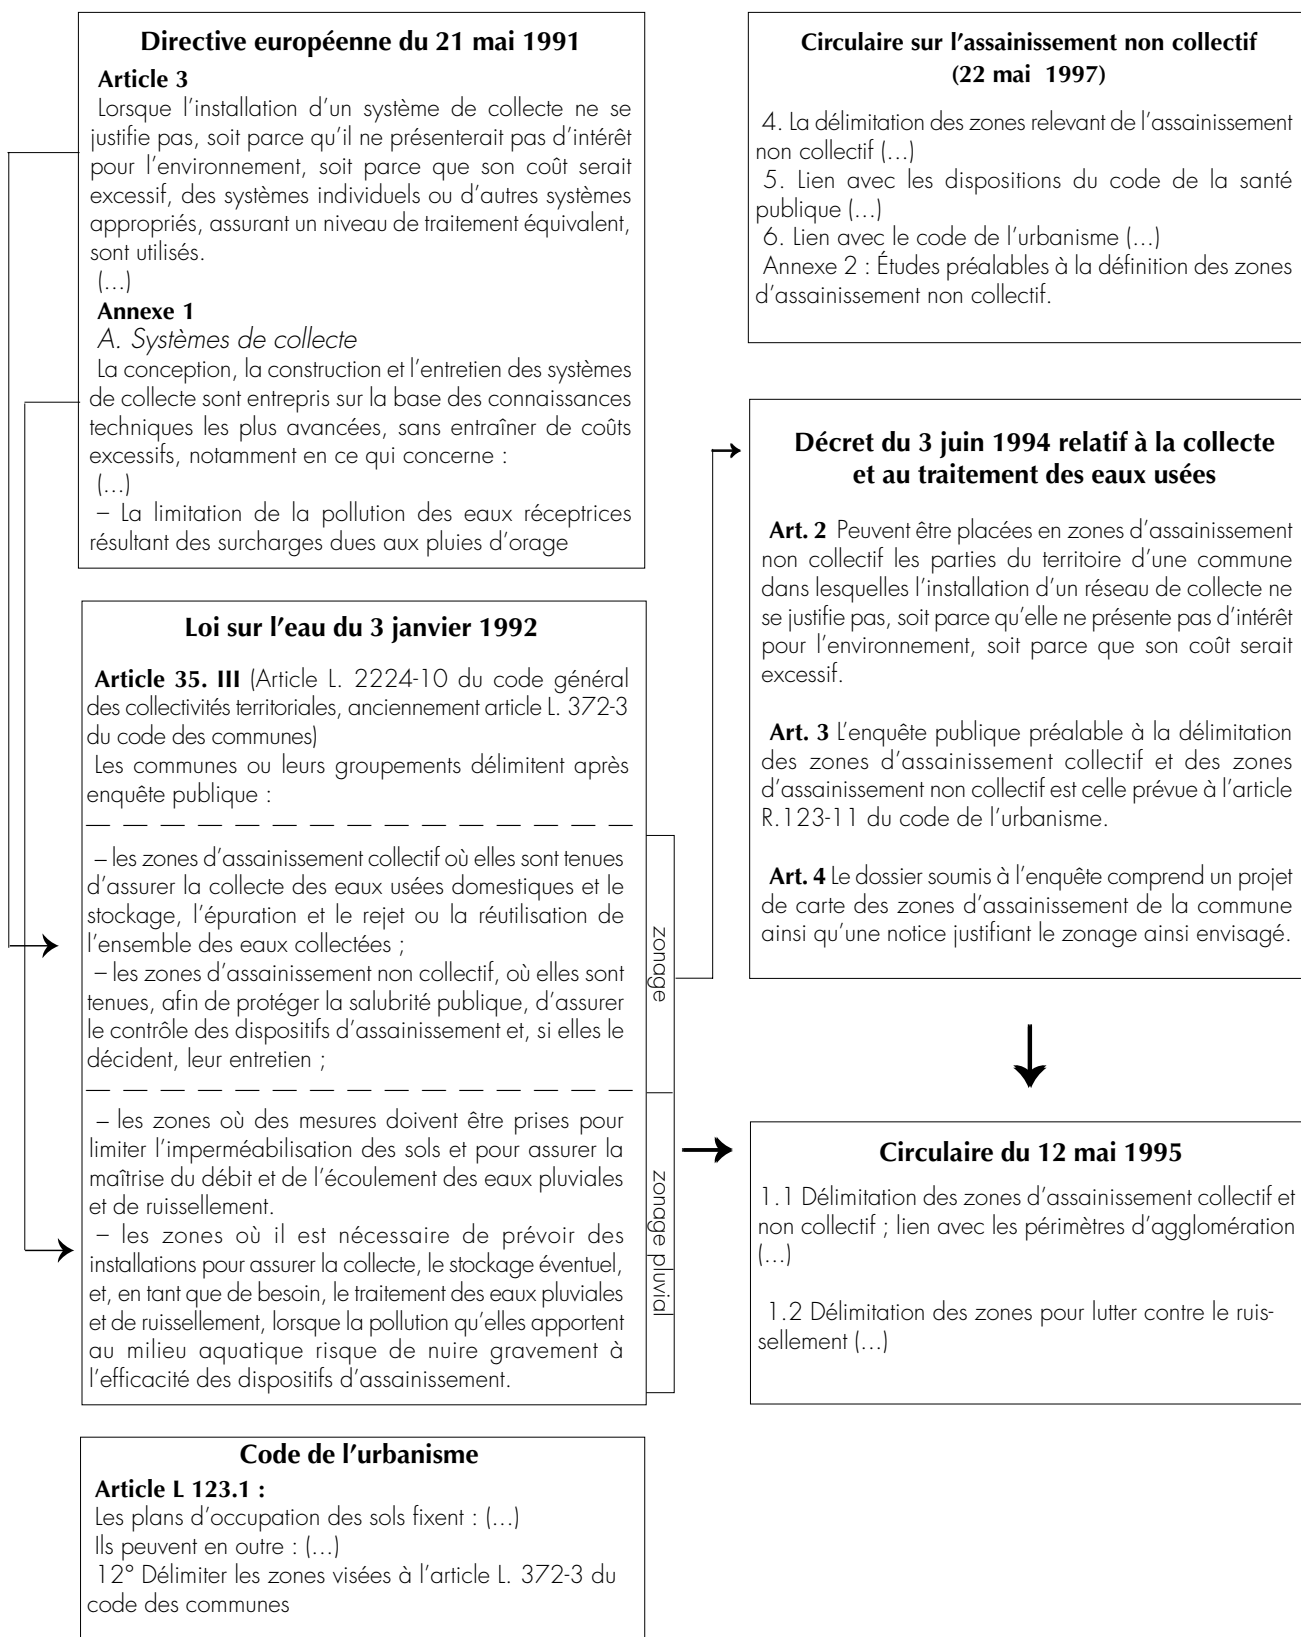 Directive européenne du 21 mai 1991
Article 3
Lorsque l'installation d'un système de collecte ne se
justifie pas, soit parce qu'il ne présenterait pas d'intérêt
pour l'environnement, soit parce que son coût serait
excessif, des systèmes individuels ou d'autres systèmes
appropriés, assurant un niveau de traitement équivalent,
sont utilisés.
(...)
Annexe 1
A. Systèmes de collecte
La conception, la construction et l'entretien des systèmes
de collecte sont entrepris sur la base des connaissances
techniques les plus avancées, sans entraîner de coûts
excessifs, notamment en ce qui concerne :
(...)
– La limitation de la pollution des eaux réceptrices
résultant des surcharges dues aux pluies d'orage
Loi sur l'eau du 3 janvier 1992
Article 35. III (Article L. 2224-10 du code général
des collectivités territoriales, anciennement article L. 372-3
du code des communes)
Les communes ou leurs groupements délimitent après
enquête publique :
– les zones d'assainissement collectif où elles sont tenues
d'assurer la collecte des eaux usées domestiques et le
stockage, l'épuration et le rejet ou la réutilisation de
l'ensemble des eaux collectées ;
– les zones d'assainissement non collectif, où elles sont
tenues, afin de protéger la salubrité publique, d'assurer
le contrôle des dispositifs d'assainissement et, si elles le
décident, leur entretien ;
zonage
– les zones où des mesures doivent être prises pour
limiter l'imperméabilisation des sols et pour assurer la
maîtrise du débit et de l'écoulement des eaux pluviales
et de ruissellement.
– les zones où il est nécessaire de prévoir des
installations pour assurer la collecte, le stockage éventuel,
et, en tant que de besoin, le traitement des eaux pluviales
et de ruissellement, lorsque la pollution qu'elles apportent
au milieu aquatique risque de nuire gravement à
l'efficacité des dispositifs d'assainissement.
zonage pluvial
Code de l'urbanisme
Article L 123.1 :
Les plans d'occupation des sols fixent : (...)
Ils peuvent en outre : (...)
12° Délimiter les zones visées à l'article L. 372-3 du
code des communes
Circulaire sur l'assainissement non collectif
(22 mai 1997)
4. La délimitation des zones relevant de l'assainissement
non collectif (...)
5. Lien avec les dispositions du code de la santé
publique (...)
6. Lien avec le code de l'urbanisme (...)
Annexe 2 : Études préalables à la définition des zones
d'assainissement non collectif.
Décret du 3 juin 1994 relatif à la collecte
et au traitement des eaux usées
Art. 2 Peuvent être placées en zones d'assainissement
non collectif les parties du territoire d'une commune
dans lesquelles l'installation d'un réseau de collecte ne
se justifie pas, soit parce qu'elle ne présente pas d'intérêt
pour l'environnement, soit parce que son coût serait
excessif.
Art. 3 L'enquête publique préalable à la délimitation
des zones d'assainissement collectif et des zones
d'assainissement non collectif est celle prévue à l'article
R.123-11 du code de l'urbanisme.
Art. 4 Le dossier soumis à l'enquête comprend un projet
de carte des zones d'assainissement de la commune
ainsi qu'une notice justifiant le zonage ainsi envisagé.
Circulaire du 12 mai 1995
1.1 Délimitation des zones d'assainissement collectif et
non collectif ; lien avec les périmètres d'agglomération
(...)
1.2 Délimitation des zones pour lutter contre le ruis-
sellement (...)